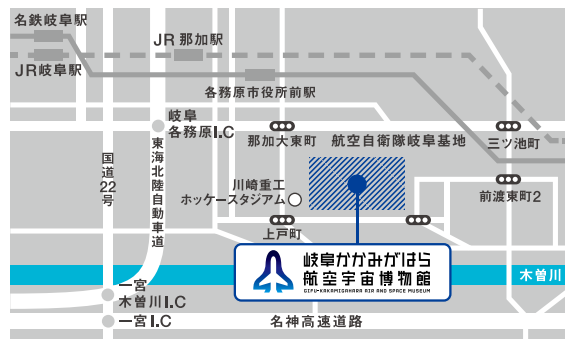 名鉄岐阜駅
JR 那加駅
JR岐阜駅
各務原市役所前駅
岐阜
各務原I.C
那加大東町
航空自衛隊岐阜基地
三ツ池町
東海北陸自動車道
国道22号
川崎重工
ホッケースタジアム
前渡東町2
上戸町
岐阜かかみがはら
航空宇宙博物館
GIFU-KAKAMIGAHARA AIR AND SPACE MUSEUM
木曽川
一宮
木曽川I.C
一宮I.C
名神高速道路